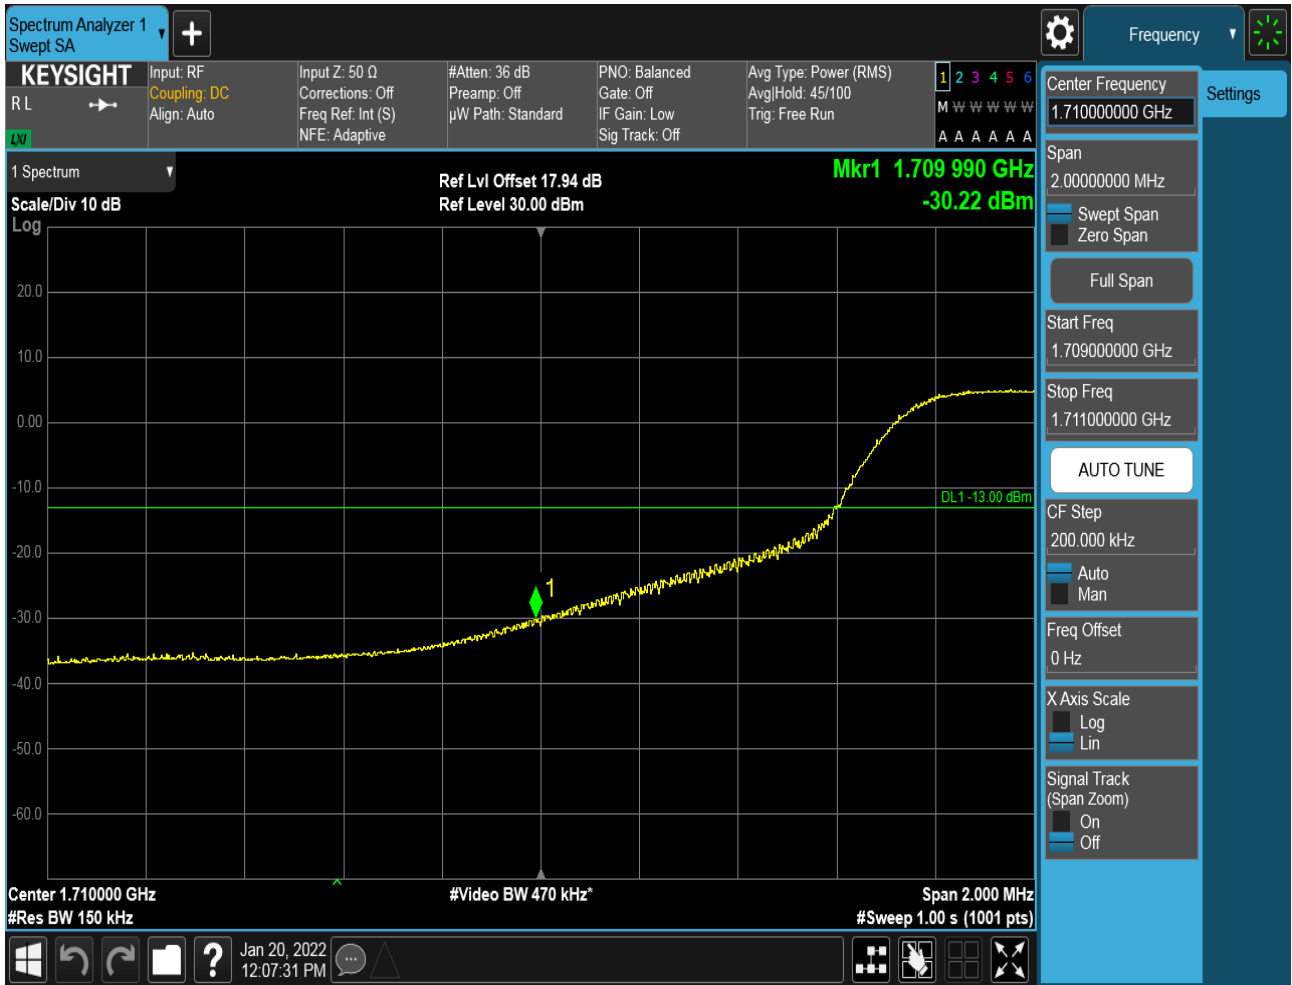 Spectrum Analyzer 1
Swept SA
Frequency
KEYSIGHT
R L
LXI
Input: RF
Coupling: DC
Align: Auto
Input Z: 50 Ω
Corrections: Off
Freq Ref: Int (S)
NFE: Adaptive
#Atten: 36 dB
Preamp: Off
µW Path: Standard
PNO: Balanced
Gate: Off
IF Gain: Low
Sig Track: Off
Avg Type: Power (RMS)
Avg|Hold: 45/100
Trig: Free Run
1 2 3 4 5 6
M W W W W W
A A A A A A
1 Spectrum
Scale/Div 10 dB
Log
Ref Lvl Offset 17.94 dB
Ref Level 30.00 dBm
Mkr1 1.709 990 GHz
-30.22 dBm
20.0
10.0
0.00
-10.0
-20.0
-30.0
-40.0
-50.0
-60.0
DL1 -13.00 dBm
1
Center 1.710000 GHz
#Res BW 150 kHz
#Video BW 470 kHz*
Span 2.000 MHz
#Sweep 1.00 s (1001 pts)
?
Jan 20, 2022
12:07:31 PM
Center Frequency
1.710000000 GHz
Settings
Span
2.00000000 MHz
Swept Span
Zero Span
Full Span
Start Freq
1.709000000 GHz
Stop Freq
1.711000000 GHz
AUTO TUNE
CF Step
200.000 kHz
Auto
Man
Freq Offset
0 Hz
X Axis Scale
Log
Lin
Signal Track
(Span Zoom)
On
Off